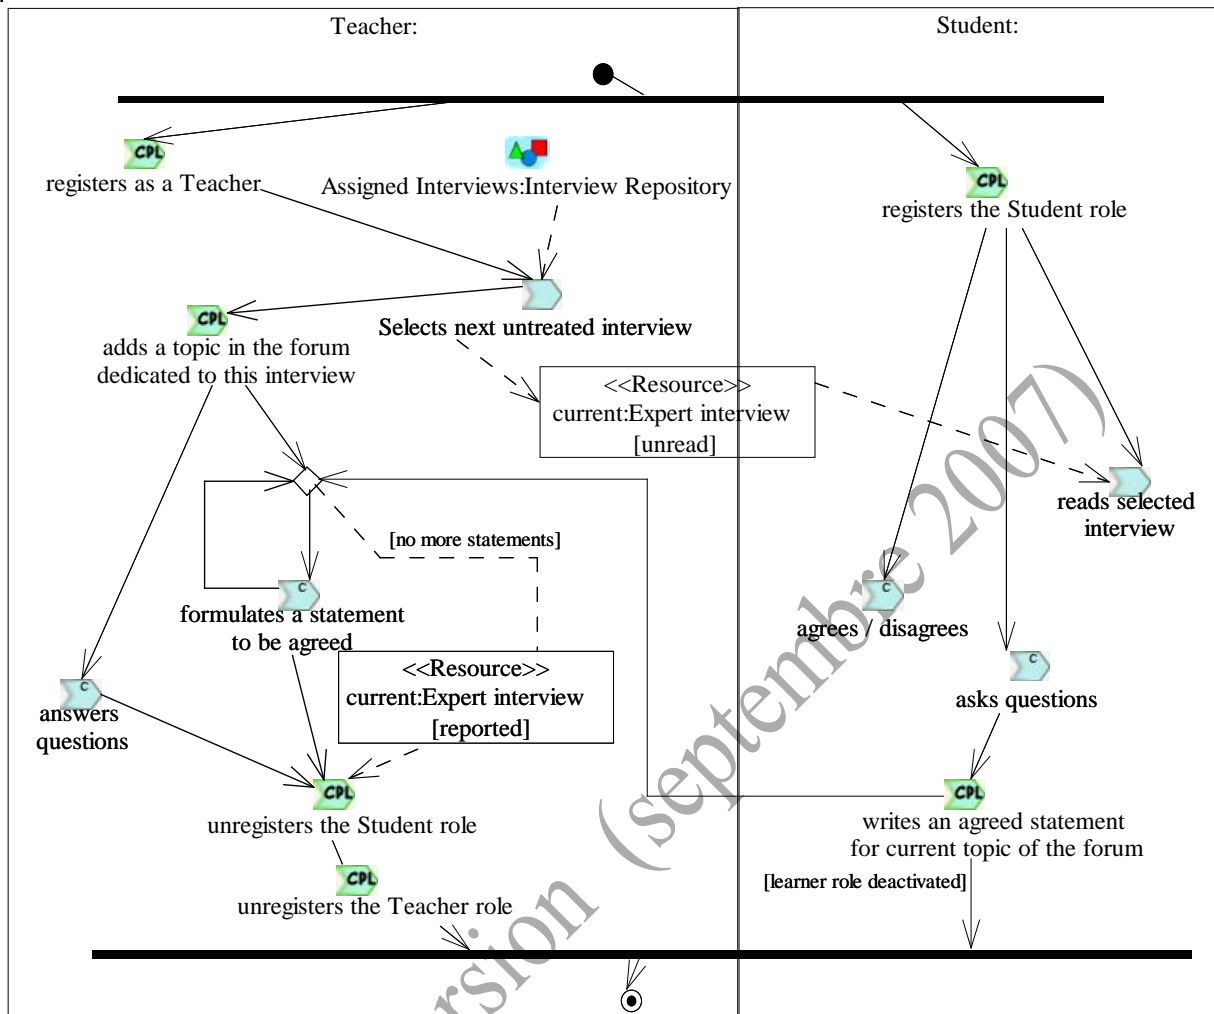 Teacher:
Student:
CPL
registers as a Teacher
Assigned Interviews:Interview Repository
CPL
registers the Student role
CPL
adds a topic in the forum
dedicated to this interview
Selects next untreated interview
<<Resource>>
current:Expert interview
[unread]
reads selected
interview
[no more statements]
C
formulates a statement
to be agreed
C
agrees / disagrees
<<Resource>>
current:Expert interview
[reported]
C
answers
questions
C
asks questions
CPL
unregisters the Student role
CPL
writes an agreed statement
for current topic of the forum
[learner role deactivated]
CPL
unregisters the Teacher role
rsion (septembre 2007)